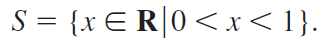 S = {x ∈ R|0 < x < 1}.